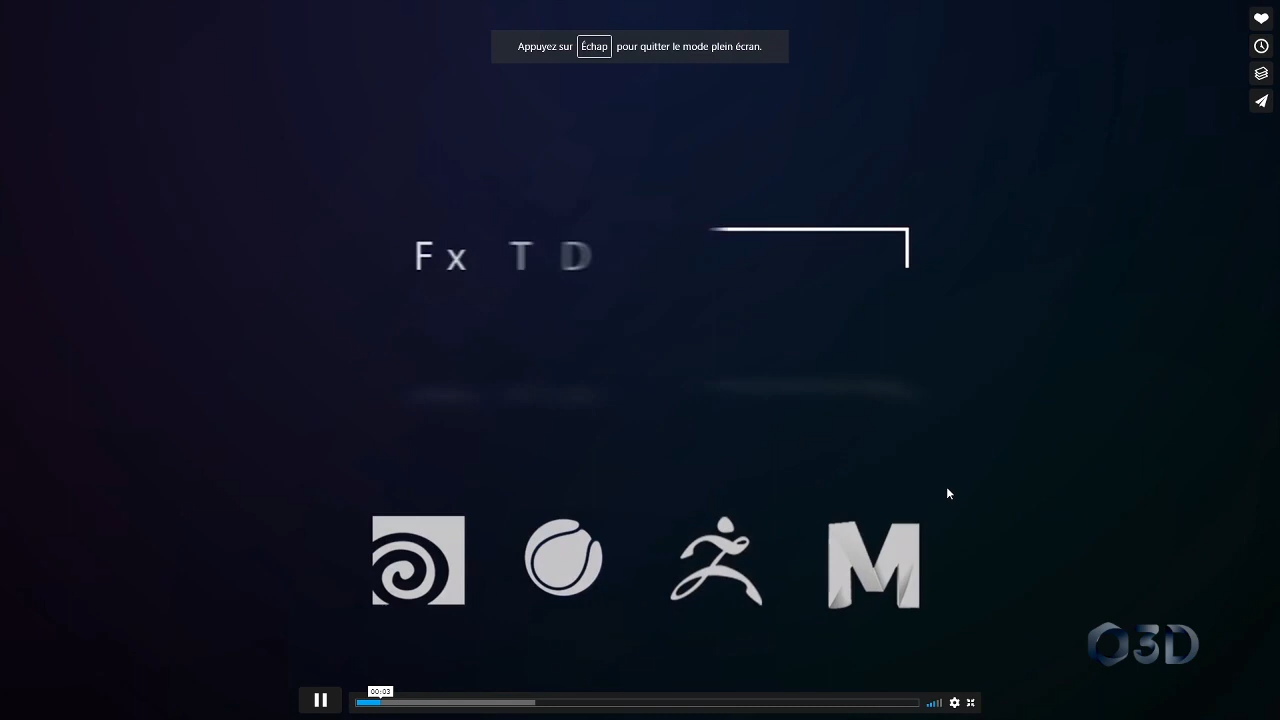 Appuyez sur Échap pour quitter le mode plein écran.
Fx TD
M
O3D
00:03